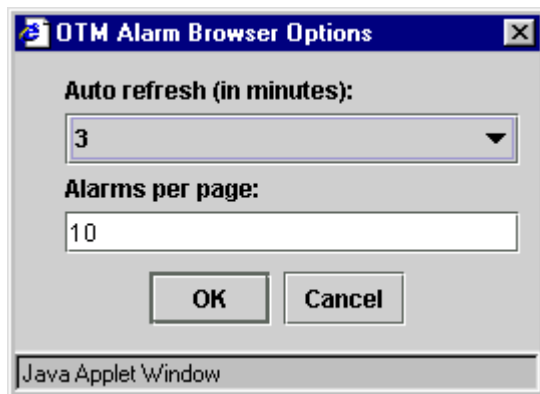 OTM Alarm Browser Options
Auto refresh (in minutes):
3
Alarms per page:
10
OK Cancel
Java Applet Window